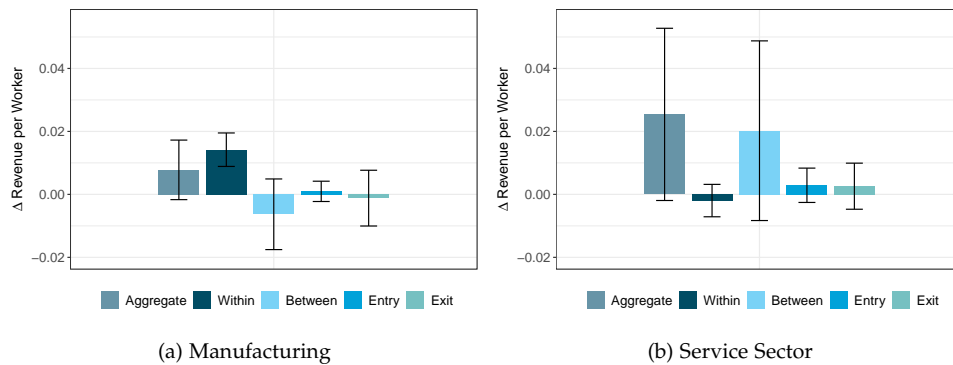 Δ Revenue per Worker
0.04
0.02
0.00
−0.02
Aggregate Within Between Entry Exit
(a) Manufacturing
Δ Revenue per Worker
0.04
0.02
0.00
−0.02
Aggregate Within Between Entry Exit
(b) Service Sector